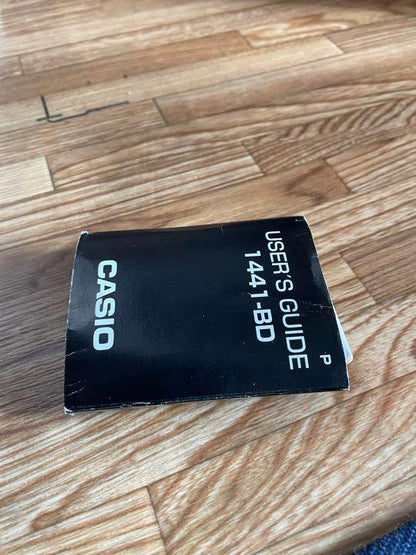 USER'S GUIDE
1441-BD
P
CASIO